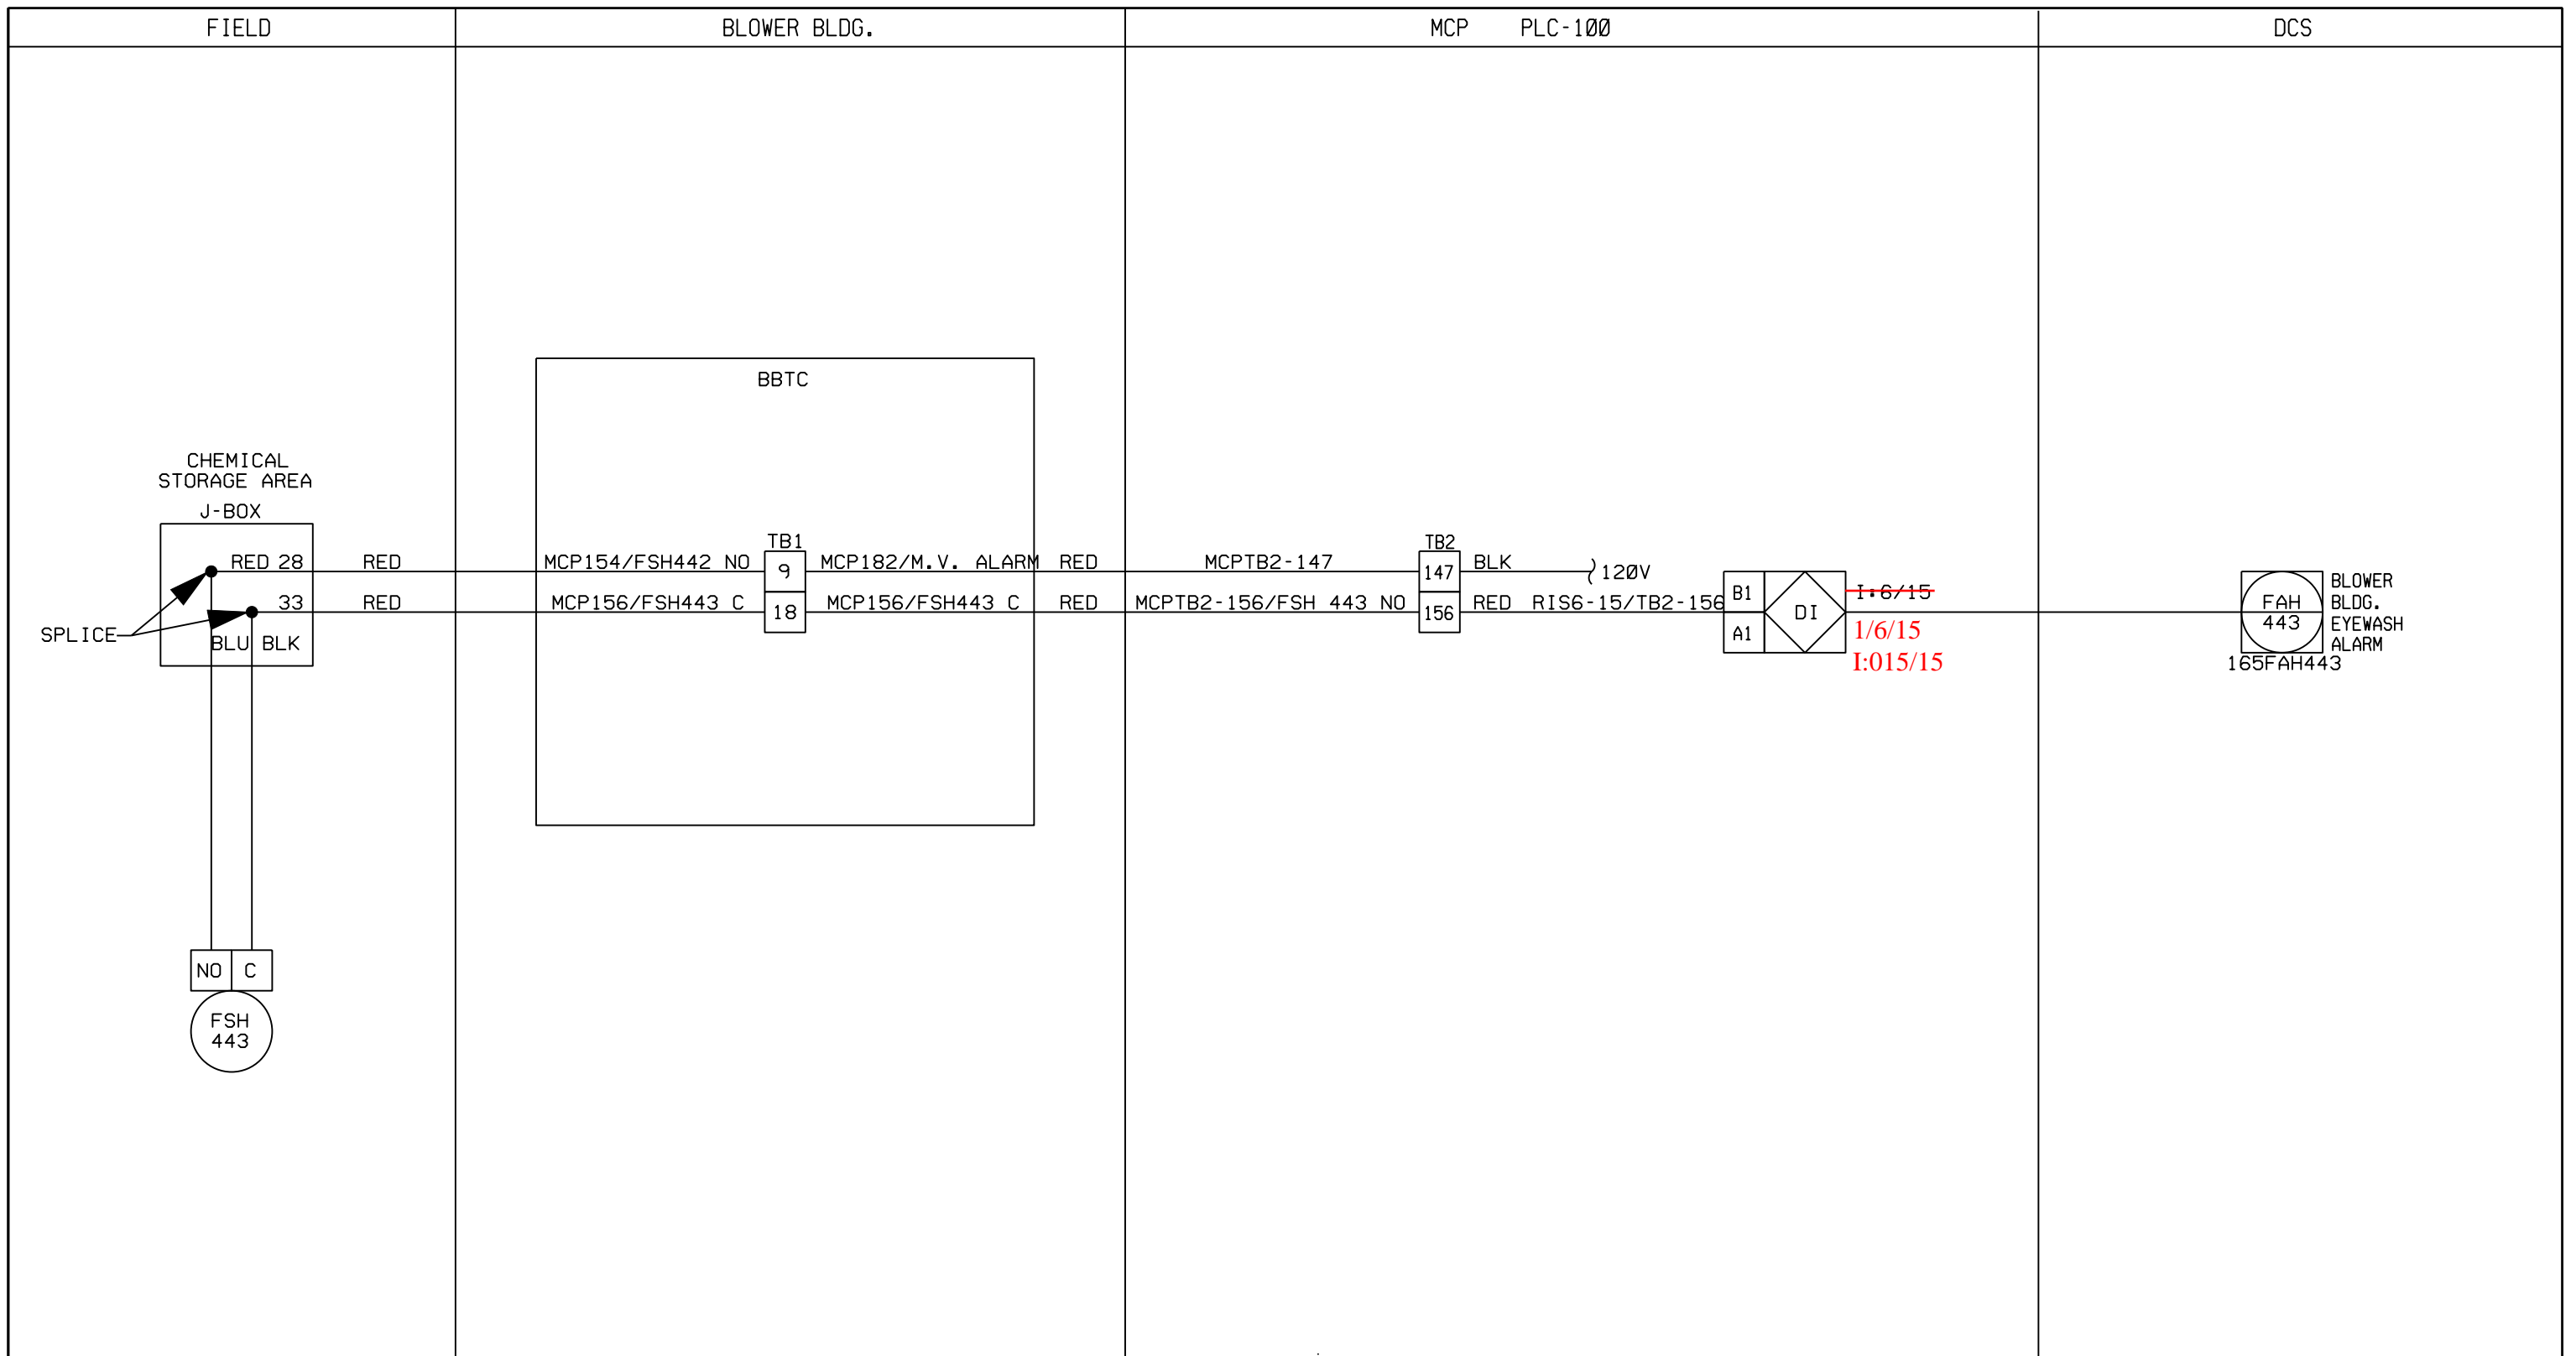 FIELD
BLOWER BLDG.
MCP PLC-100
DCS
BBTC
CHEMICAL
STORAGE AREA
J-BOX
SPLICE
RED 28
RED
33
RED
BLU BLK
NO C
FSH
443
TB1
MCP154/FSH442 NO
9
MCP182/M.V. ALARM
RED
MCP156/FSH443 C
18
MCP156/FSH443 C
RED
TB2
MCPTB2-147
147
BLK
120V
MCPTB2-156/FSH 443 NO
156
RED
RIS6-15/TB2-156
B1
A1
DI
I:6/15
1/6/15
I:015/15
FAH
443
BLOWER
BLDG.
EYEWASH
ALARM
165FAH443